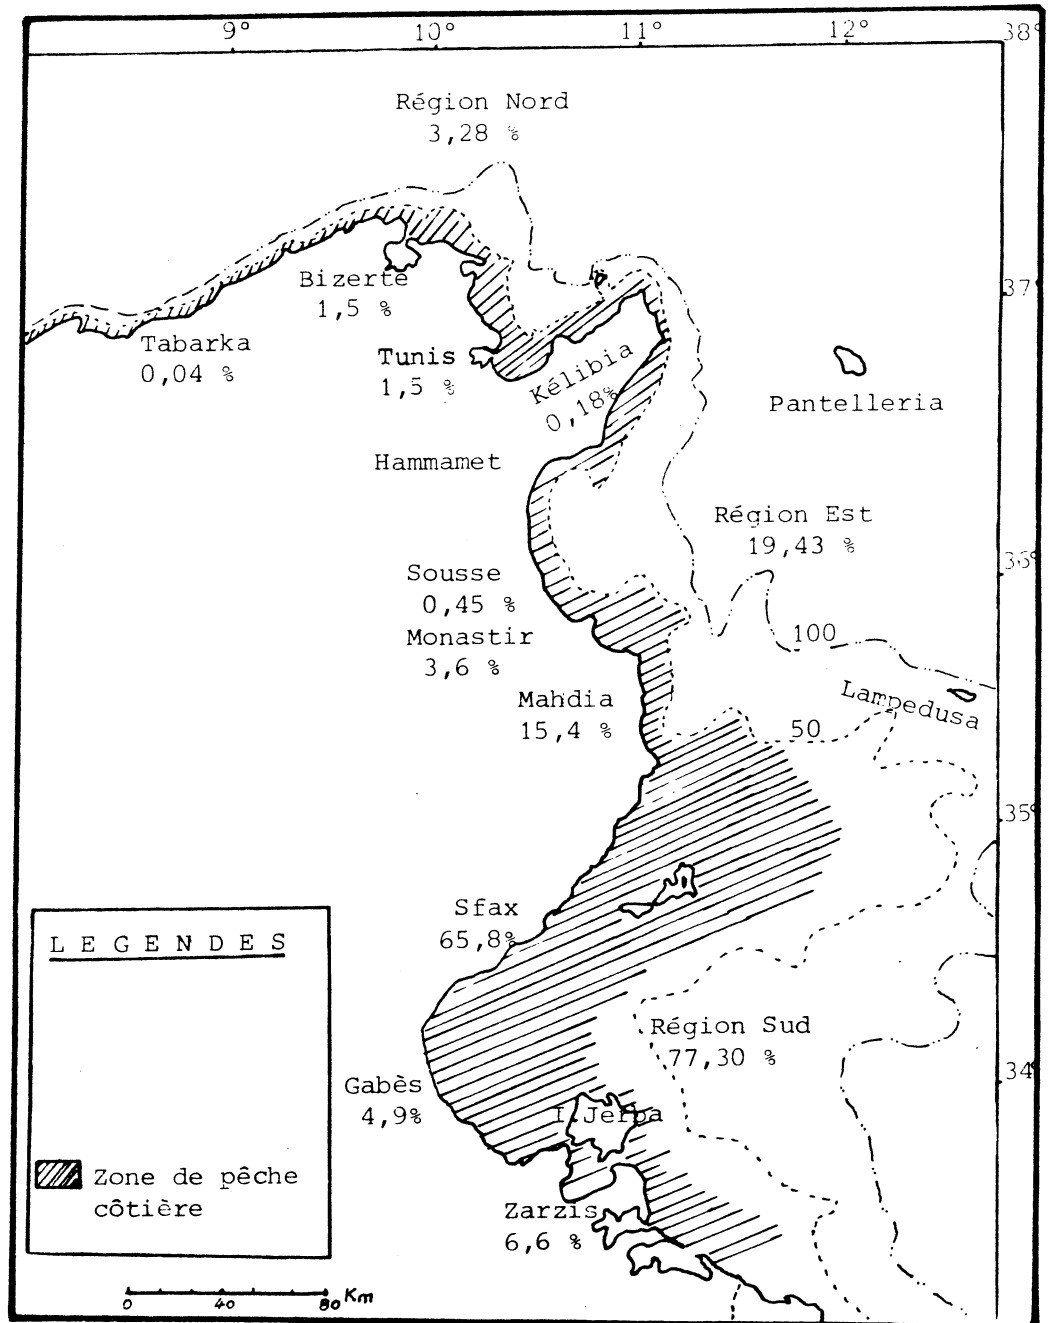 9°
10°
11°
12°
38°
Région Nord
3,28 %
37°
Bizerte
1,5 %
Tabarka
0,04 %
Tunis
1,5 %
Kélibia
0,18%
Pantelleria
Hammamet
Région Est
19,43 %
36°
Sousse
0,45 %
Monastir
3,6 %
100
Mahdia
15,4 %
Lampedusa
50
35°
Sfax
65,8%
LEGENDES
Région Sud
77,30 %
34°
Gabès
4,9%
I.Jerba
Zone de pêche
côtière
Zarzis
6,6 %
0 40 80 Km